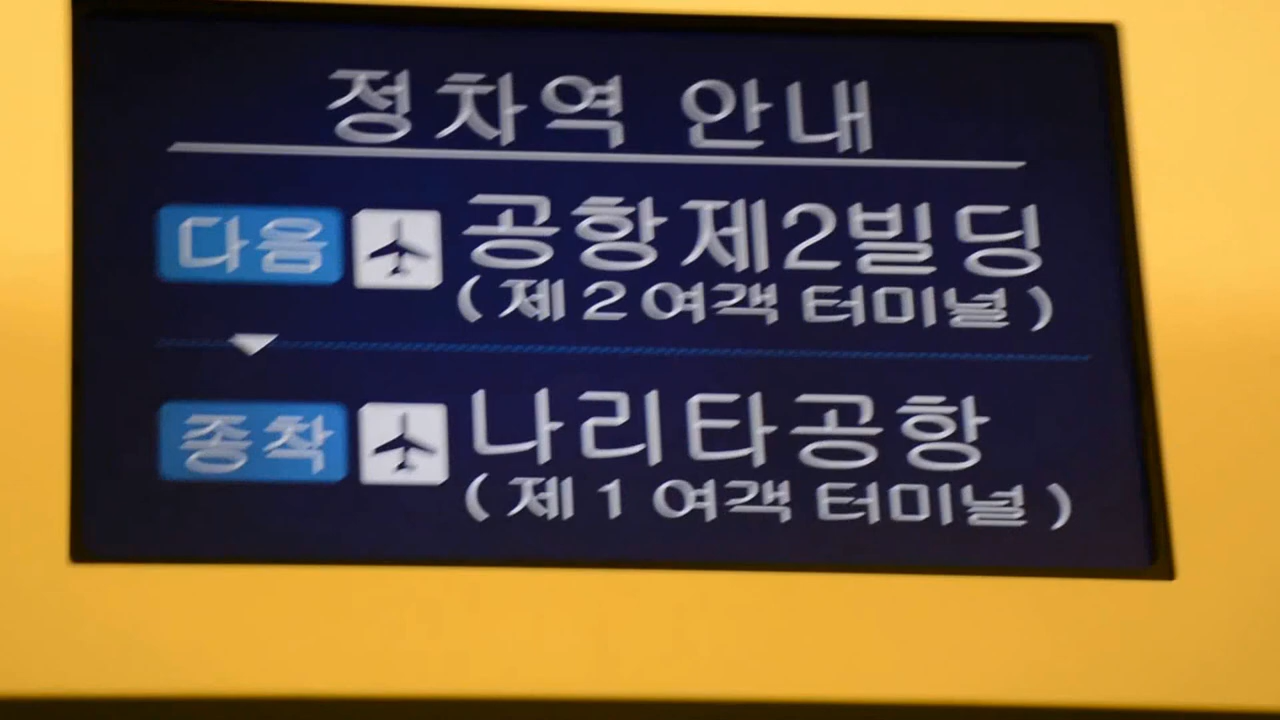 정차역 안내
다음 공항제2빌딩
(제2여객 터미널)
종착 나리타공항
(제1여객 터미널)